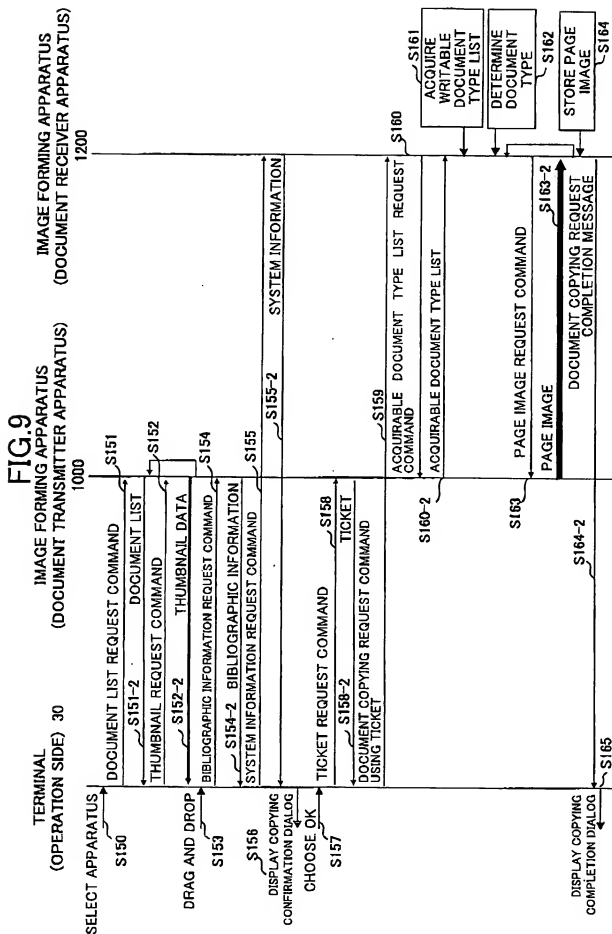 FIG.9
TERMINAL
(OPERATION SIDE) 30
IMAGE FORMING APPARATUS
(DOCUMENT TRANSMITTER APPARATUS)
1000
IMAGE FORMING APPARATUS
(DOCUMENT RECEIVER APPARATUS)
1200
SELECT APPARATUS
S150
DOCUMENT LIST REQUEST COMMAND
S151
S151-2
DOCUMENT LIST
THUMBNAIL REQUEST COMMAND
S152
S152-2
THUMBNAIL DATA
DRAG AND DROP
S153
BIBLIOGRAPHIC INFORMATION REQUEST COMMAND
S154
S154-2
BIBLIOGRAPHIC INFORMATION
SYSTEM INFORMATION REQUEST COMMAND
S155
SYSTEM INFORMATION
S155-2
S156
DISPLAY COPYING
CONFIRMATION DIALOG
CHOOSE OK
S157
TICKET REQUEST COMMAND
S158
S158-2
TICKET
DOCUMENT COPYING REQUEST COMMAND
USING TICKET
S159
ACQUIRABLE DOCUMENT TYPE LIST REQUEST
COMMAND
S160
S160-2
ACQUIRABLE DOCUMENT TYPE LIST
S161
ACQUIRE
WRITABLE
DOCUMENT
TYPE LIST
S162
DETERMINE
DOCUMENT
TYPE
S163
PAGE IMAGE REQUEST COMMAND
PAGE IMAGE
S163-2
S164
STORE PAGE
IMAGE
DOCUMENT COPYING REQUEST
COMPLETION MESSAGE
S164-2
DISPLAY COPYING
COMPLETION DIALOG
S165